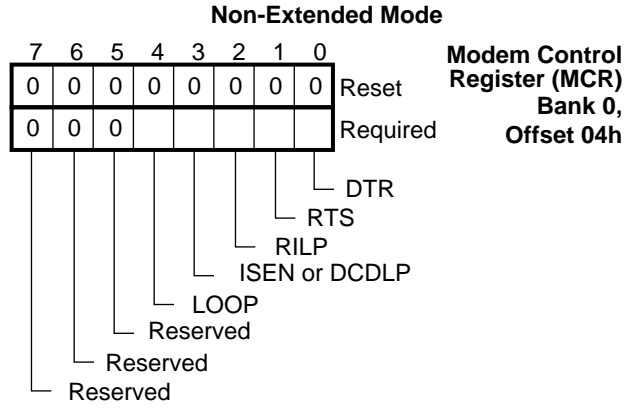 Non-Extended Mode
7 6 5 4 3 2 1 0
Modem Control
Register (MCR)
Bank 0,
Offset 04h
0 0 0 0 0 0 0 0 Reset
0 0 0 Required
DTR
RTS
RILP
ISEN or DCDLP
LOOP
Reserved
Reserved
Reserved